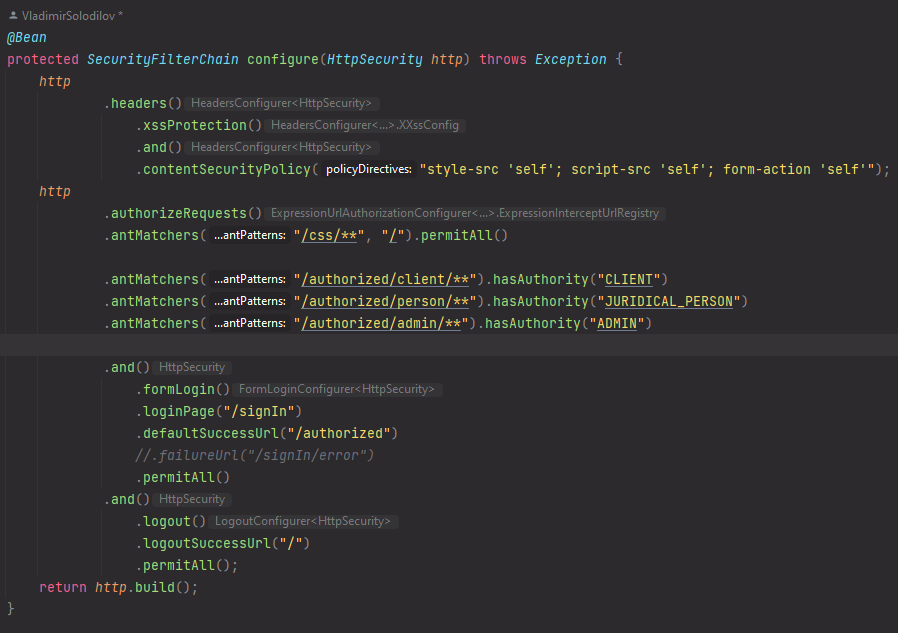 VladimirSolodilov *
@Bean
protected SecurityFilterChain configure(HttpSecurity http) throws Exception {
http
.headers() HeadersConfigurer<HttpSecurity>
.xssProtection() HeadersConfigurer<...>.XXssConfig
.and() HeadersConfigurer<HttpSecurity>
.contentSecurityPolicy( policyDirectives: "style-src 'self'; script-src 'self'; form-action 'self'");
http
.authorizeRequests() ExpressionUrlAuthorizationConfigurer<...>.ExpressionInterceptUrlRegistry
.antMatchers( ...antPatterns: "/css/**", "/").permitAll()
.antMatchers( ...antPatterns: "/authorized/client/**").hasAuthority("CLIENT")
.antMatchers( ...antPatterns: "/authorized/person/**").hasAuthority("JURIDICAL_PERSON")
.antMatchers( ...antPatterns: "/authorized/admin/**").hasAuthority("ADMIN")
.and() HttpSecurity
.formLogin() FormLoginConfigurer<HttpSecurity>
.loginPage("/signIn")
.defaultSuccessUrl("/authorized")
//.failureUrl("/signIn/error")
.permitAll()
.and() HttpSecurity
.logout() LogoutConfigurer<HttpSecurity>
.logoutSuccessUrl("/")
.permitAll();
return http.build();
}